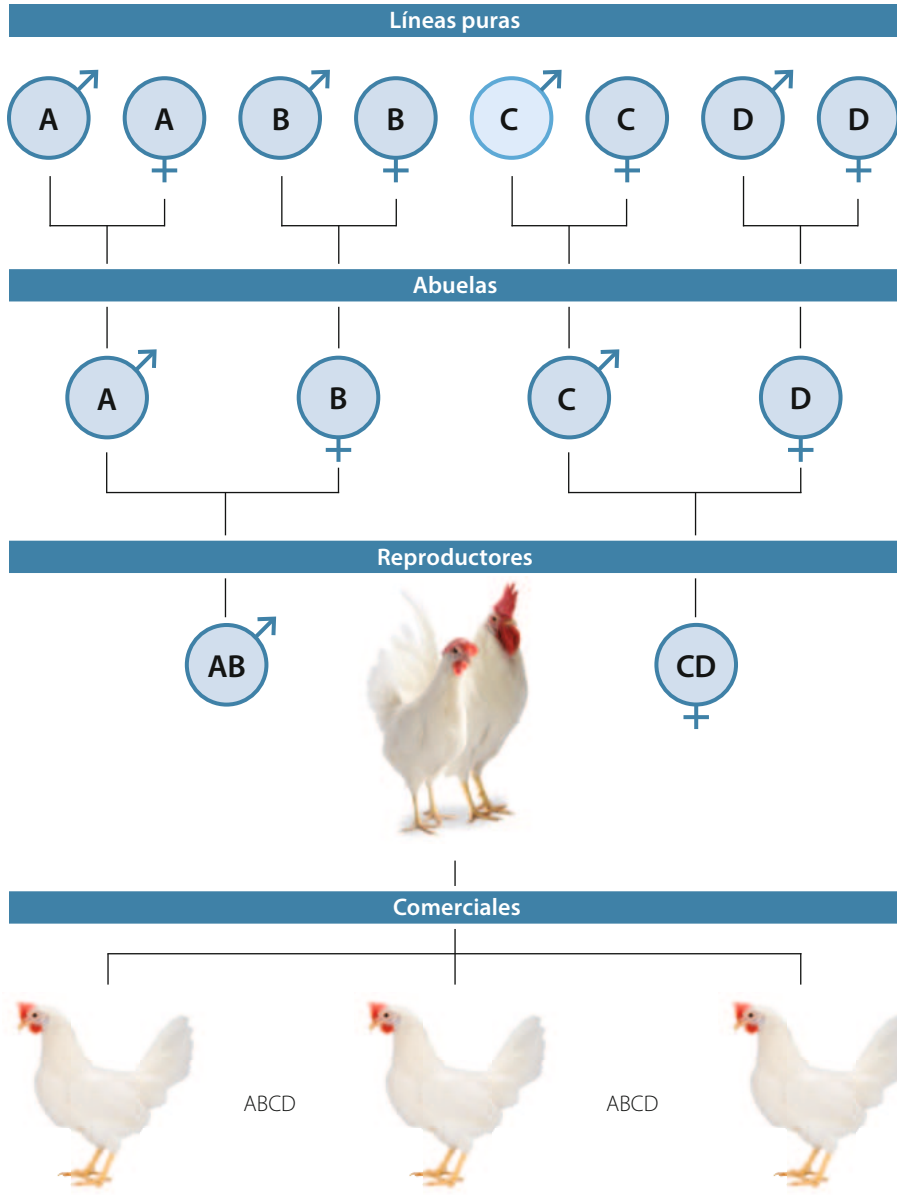 Líneas puras
A A B B C C D D
Abuelas
A B C D
Reproductores
AB CD
Comerciales
ABCD ABCD